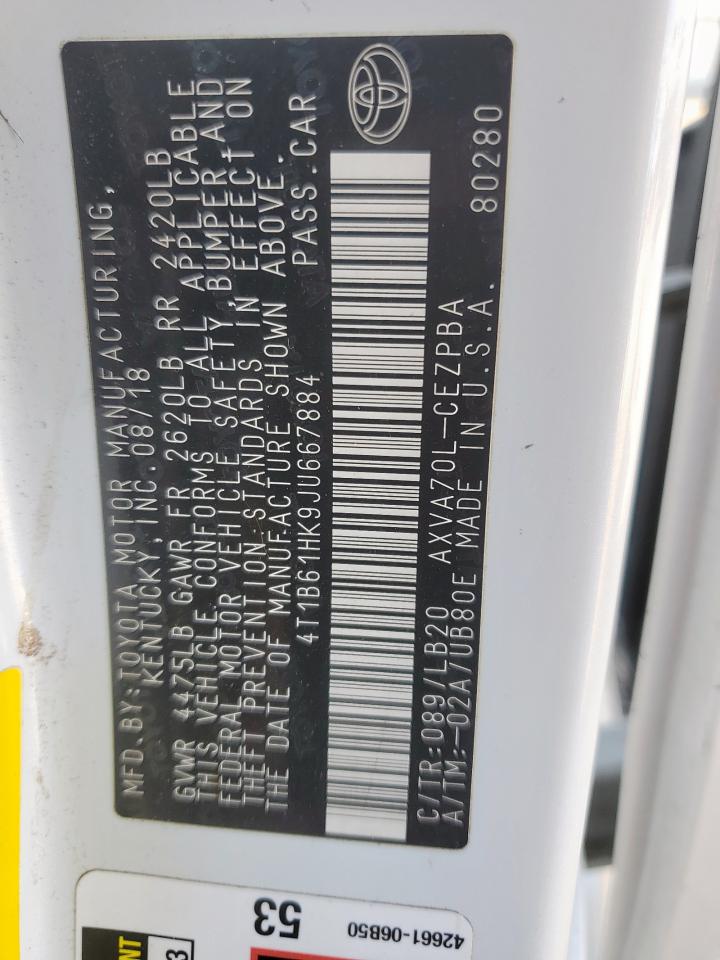 MFD. BY:TOYOTA MOTOR MANUFACTURING,
KENTUCKY,INC.08/18
GVWR 4475LB GAWR FR 2620LB RR 2420LB
THIS VEHICLE CONFORMS TO ALL APPLICABLE
FEDERAL MOTOR VEHICLE SAFETY,BUMPER AND
THEFT PREVENTION STANDARDS IN EFFECT ON
THE DATE OF MANUFACTURE SHOWN ABOVE.
4T1B61HK9JU667884 PASS.CAR
C/TR:089/LB20 AXVA70L-CEZPBA
A/TM:-02A/UB80E MADE IN U.S.A. 80280
53
42661-06B50
3